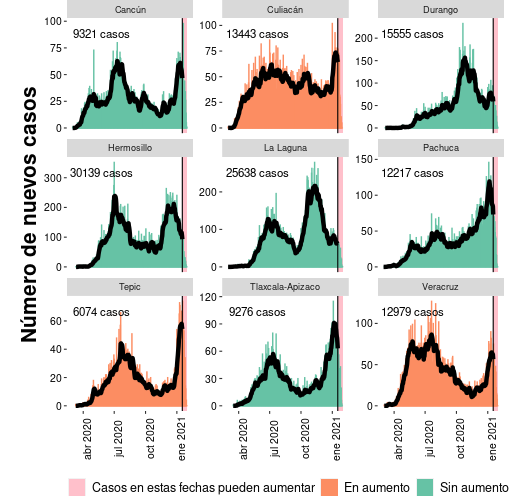 Número de nuevos casos
Cancún
Culiacán
Durango
9321 casos
13443 casos
15555 casos
100
75
50
25
0
100
75
50
25
0
200
150
100
50
0
Hermosillo
La Laguna
Pachuca
30139 casos
25638 casos
12217 casos
300
200
100
0
200
100
0
150
100
50
0
Tepic
Tlaxcala-Apizaco
Veracruz
6074 casos
9276 casos
12979 casos
60
40
20
0
120
90
60
30
0
100
50
0
abr 2020
jul 2020
oct 2020
ene 2021
abr 2020
jul 2020
oct 2020
ene 2021
abr 2020
jul 2020
oct 2020
ene 2021
Casos en estas fechas pueden aumentar
En aumento
Sin aumento